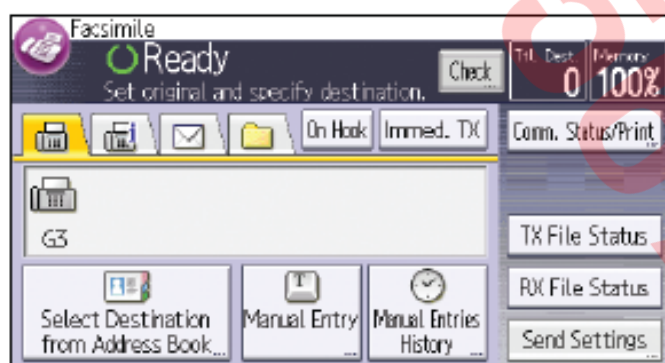 Facsimile
Ready
Set original and specify destination.
Check
Ttl. Dest.
0
Memory
100%
On Hook
Immed. TX
Comm. Status/Print
G3
TX File Status
Select Destination
from Address Book
Manual Entry
Manual Entries
History
RX File Status
Send Settings